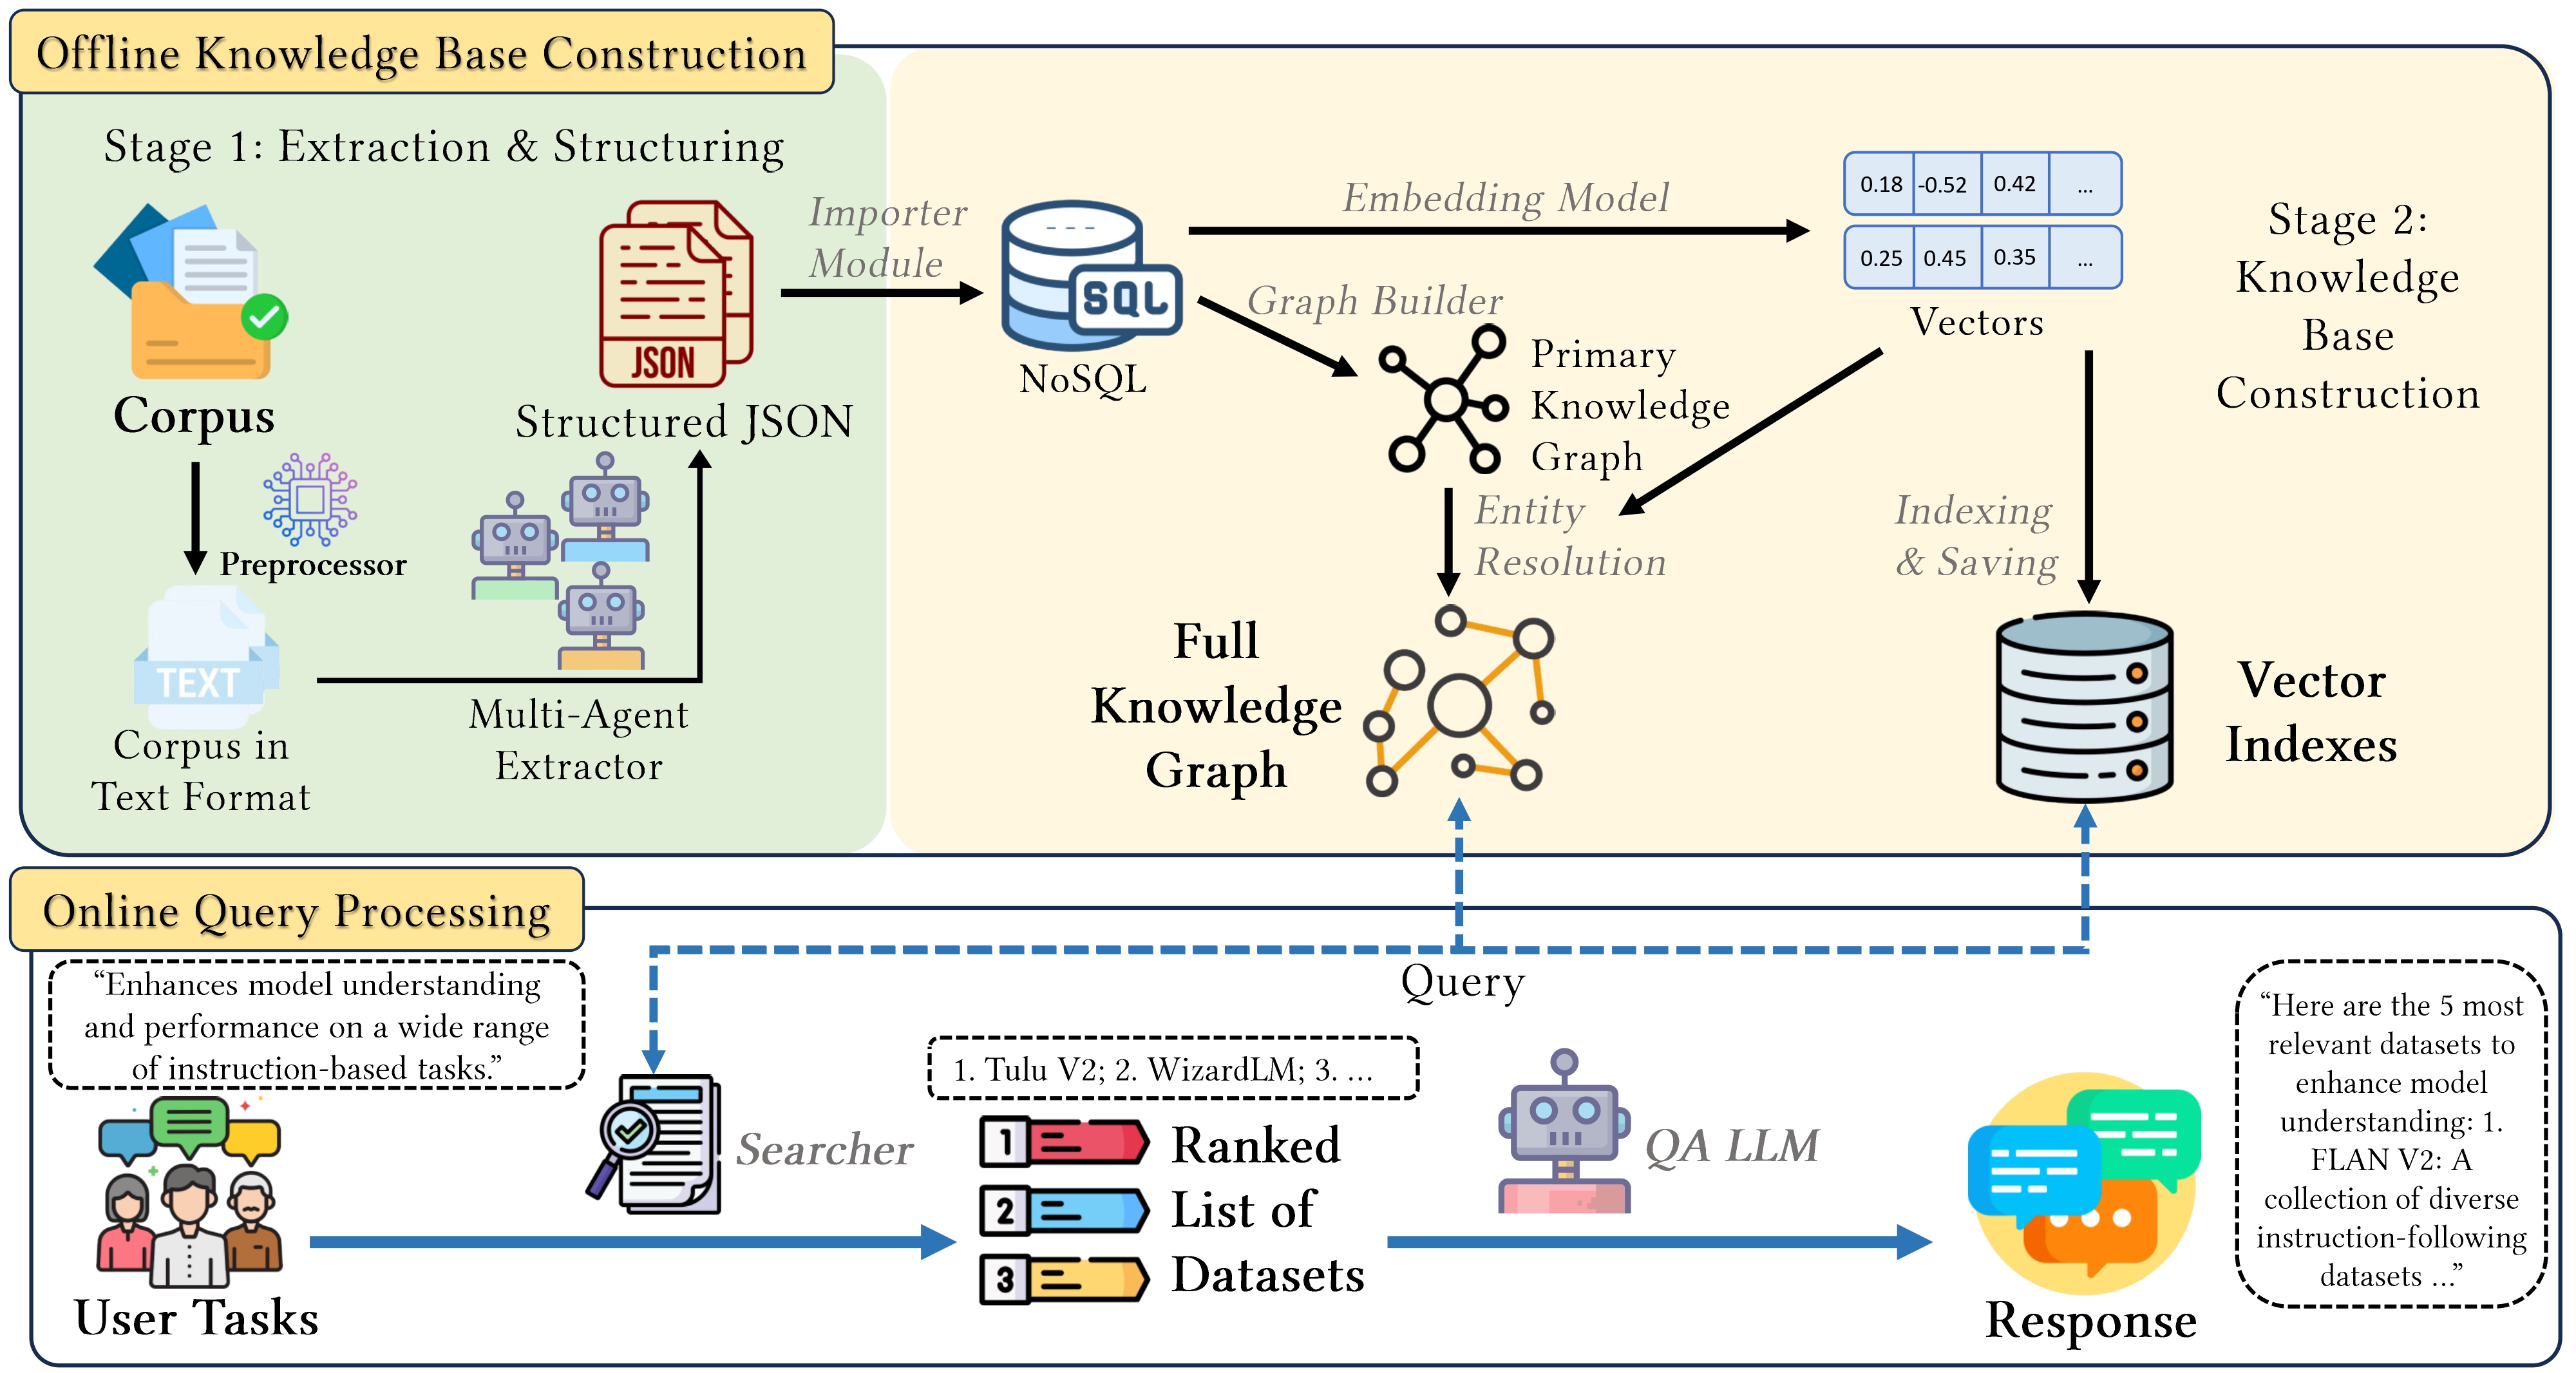 Offline Knowledge Base Construction
Stage 1: Extraction & Structuring
Corpus
Preprocessor
TEXT
Corpus in
Text Format
Multi-Agent
Extractor
JSON
Structured JSON
Importer
Module
SQL
NoSQL
Embedding Model
0.18 -0.52 0.42 ...
0.25 0.45 0.35 ...
Vectors
Stage 2:
Knowledge
Base
Construction
Graph Builder
Primary
Knowledge
Graph
Entity
Resolution
Indexing
& Saving
Full
Knowledge
Graph
Vector
Indexes
Online Query Processing
Query
“Enhances model understanding
and performance on a wide range
of instruction-based tasks.”
User Tasks
Searcher
1. Tulu V2; 2. WizardLM; 3. ...
1
2
3
Ranked
List of
Datasets
QA LLM
Response
“Here are the 5 most
relevant datasets to
enhance model
understanding: 1.
FLAN V2: A
collection of diverse
instruction-following
datasets ...”